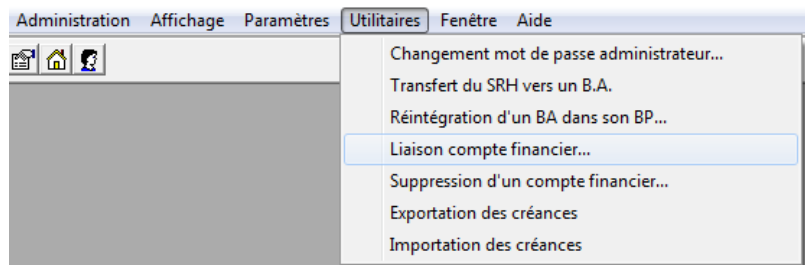 Administration Affichage Paramètres Utilitaires Fenêtre Aide
Changement mot de passe administrateur...
Transfert du SRH vers un B.A.
Réintégration d'un BA dans son BP...
Liaison compte financier...
Suppression d'un compte financier...
Exportation des créances
Importation des créances